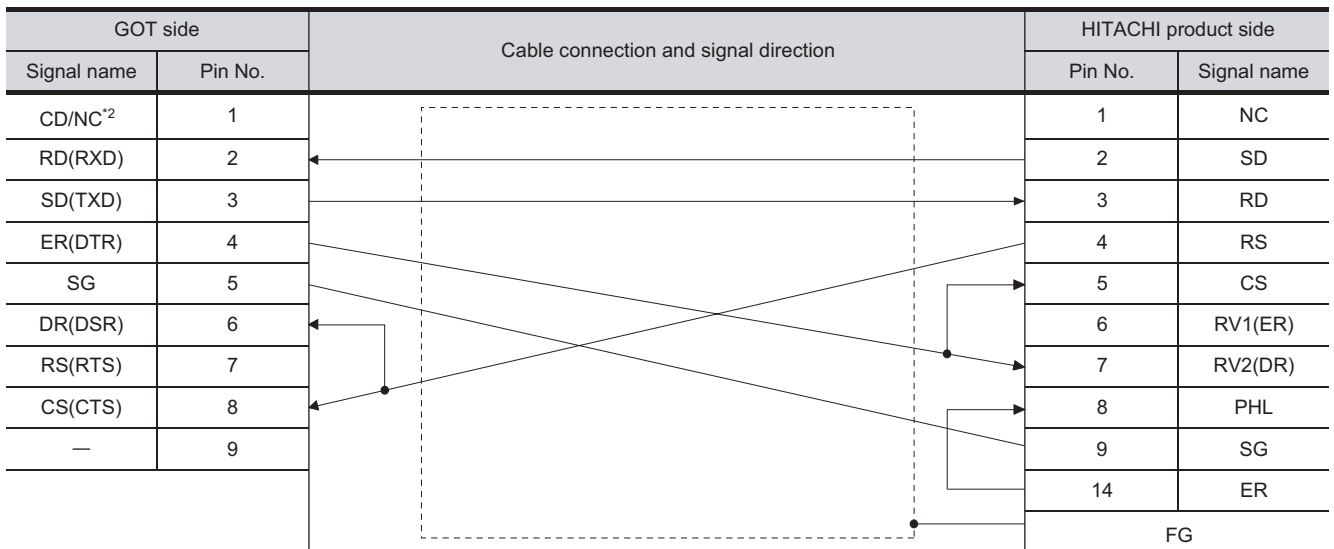 GOT side Cable connection and signal direction HITACHI product side
Signal name Pin No. Pin No. Signal name
CD/NC*2 1 1 NC
RD(RXD) 2 2 SD
SD(TXD) 3 3 RD
ER(DTR) 4 4 RS
SG 5 5 CS
DR(DSR) 6 6 RV1(ER)
RS(RTS) 7 7 RV2(DR)
CS(CTS) 8 8 PHL
— 9 9 SG
14 ER
FG